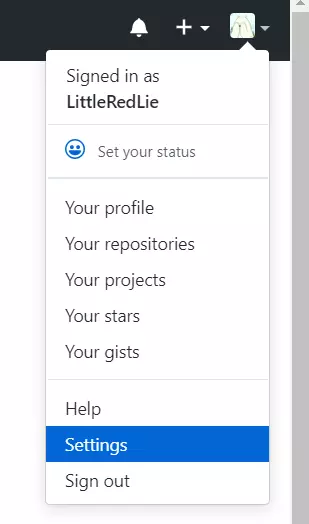 Signed in as
LittleRedLie
Set your status
Your profile
Your repositories
Your projects
Your stars
Your gists
Help
Settings
Sign out